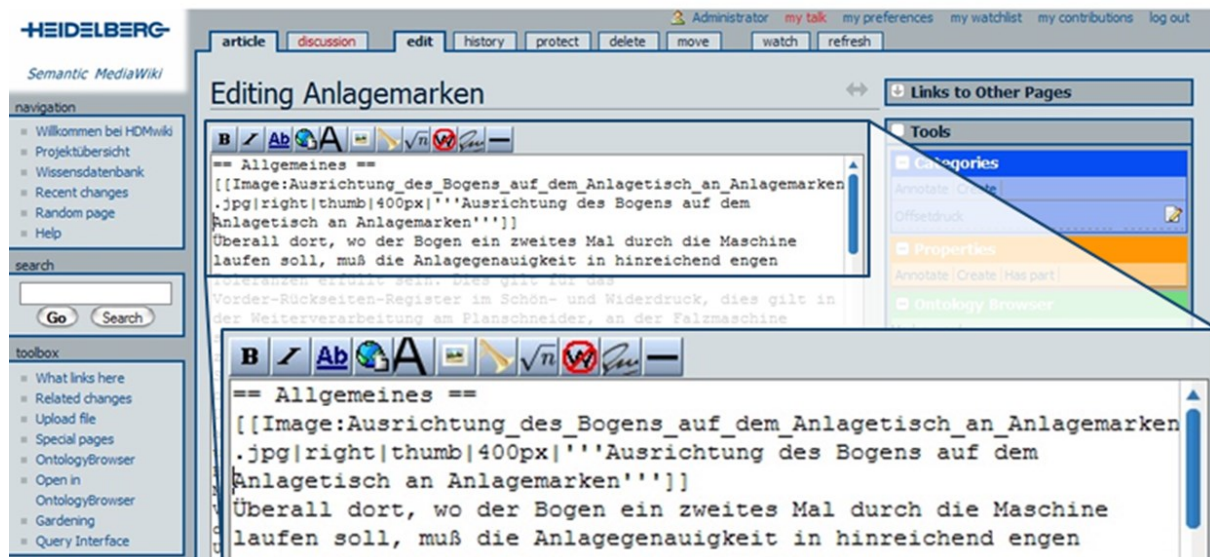 HEIDELBERG
Semantic MediaWiki
navigation
Willkommen bei HDMwiki
Projektübersicht
Wissensdatenbank
Recent changes
Random page
Help
search
Go Search
toolbox
What links here
Related changes
Upload file
Special pages
OntologyBrowser
Open in
OntologyBrowser
Gardening
Query Interface
Administrator my talk my preferences my watchlist my contributions log out
article discussion edit history protect delete move watch refresh
Editing Anlagemarken
B I Ab A √n W
== Allgemeines ==
[[Image:Ausrichtung_des_Bogens_auf_dem_Anlagetisch_an_Anlagemarken
.jpg|right|thumb|400px|'''Ausrichtung des Bogens auf dem
Anlagetisch an Anlagemarken''']]
Überall dort, wo der Bogen ein zweites Mal durch die Maschine
laufen soll, muß die Anlagegenauigkeit in hinreichend engen
Toleranzen erfüllt sein. Dies gilt für das
Vorder-Rückseiten-Register im Schön- und Widerdruck, dies gilt in
der Weiterverarbeitung am Planschneider, an der Falzmaschine
Links to Other Pages
Tools
Categories
Annotate Create
Offsetdruck
Properties
Annotate Create Has part
Ontology Browser
B I Ab A √n W
== Allgemeines ==
[[Image:Ausrichtung_des_Bogens_auf_dem_Anlagetisch_an_Anlagemarken
.jpg|right|thumb|400px|'''Ausrichtung des Bogens auf dem
Anlagetisch an Anlagemarken''']]
Überall dort, wo der Bogen ein zweites Mal durch die Maschine
laufen soll, muß die Anlagegenauigkeit in hinreichend engen